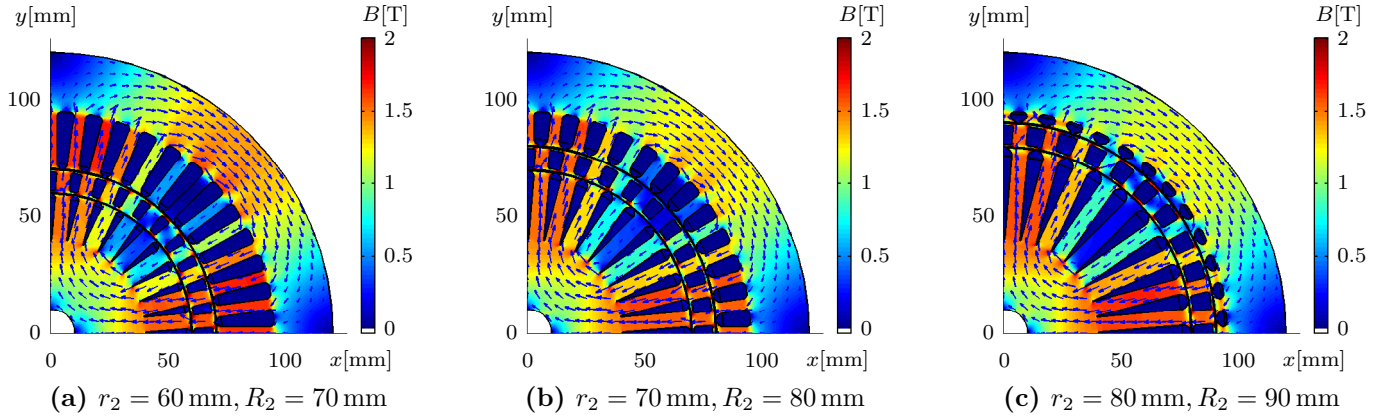 y[mm] B[T] y[mm] B[T] y[mm] B[T]
2 2 2
100 1.5 100 1.5 100 1.5
1 1 1
50 0.5 50 0.5 50 0.5
0 0 0 0 0 0
0 50 100 x[mm] 0 50 100 x[mm] 0 50 100 x[mm]
(a) r₂ = 60 mm, R₂ = 70 mm (b) r₂ = 70 mm, R₂ = 80 mm (c) r₂ = 80 mm, R₂ = 90 mm